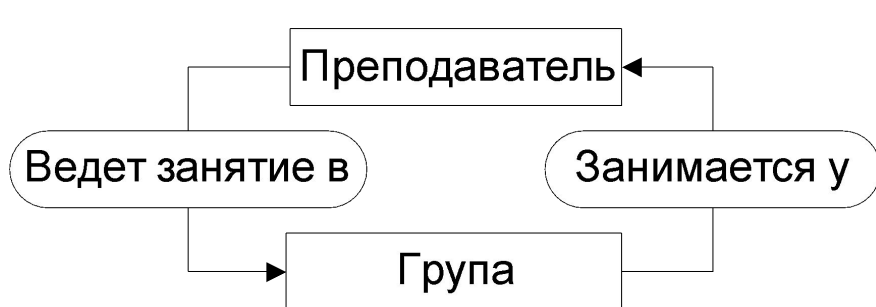 Преподаватель
Ведет занятие в
Занимается у
Група